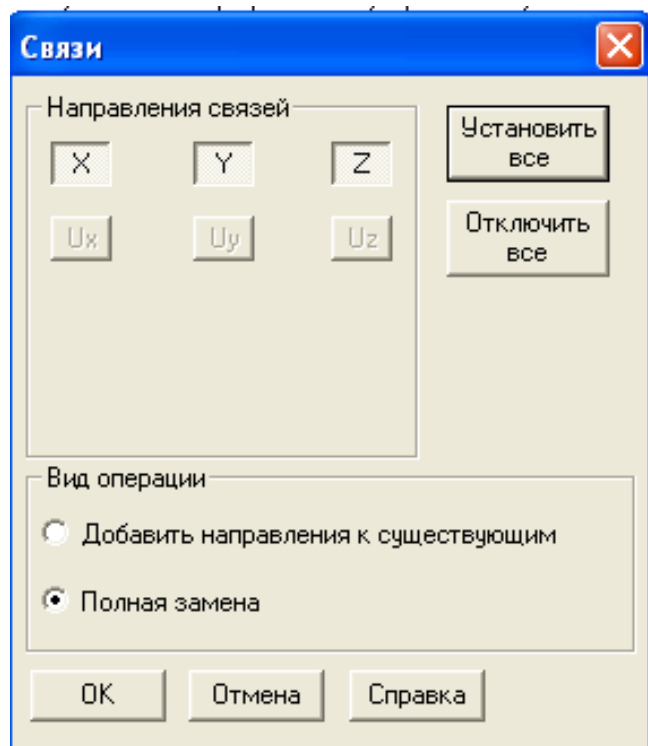 Связи
Направления связей
X Y Z
Ux Uy Uz
Установить
все
Отключить
все
Вид операции
Добавить направления к существующим
Полная замена
OK Отмена Справка